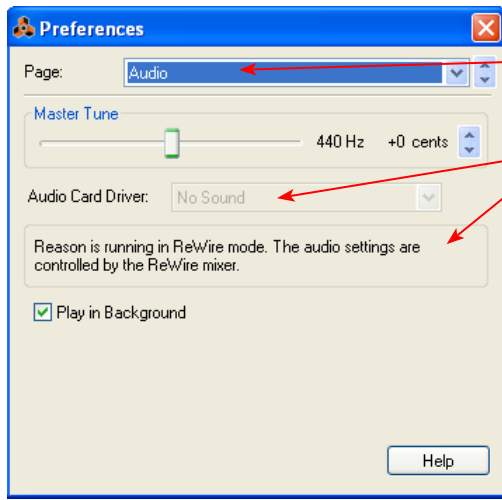 Preferences
Page: Audio
Master Tune
440 Hz +0 cents
Audio Card Driver: No Sound
Reason is running in ReWire mode. The audio settings are
controlled by the ReWire mixer.
Play in Background
Help